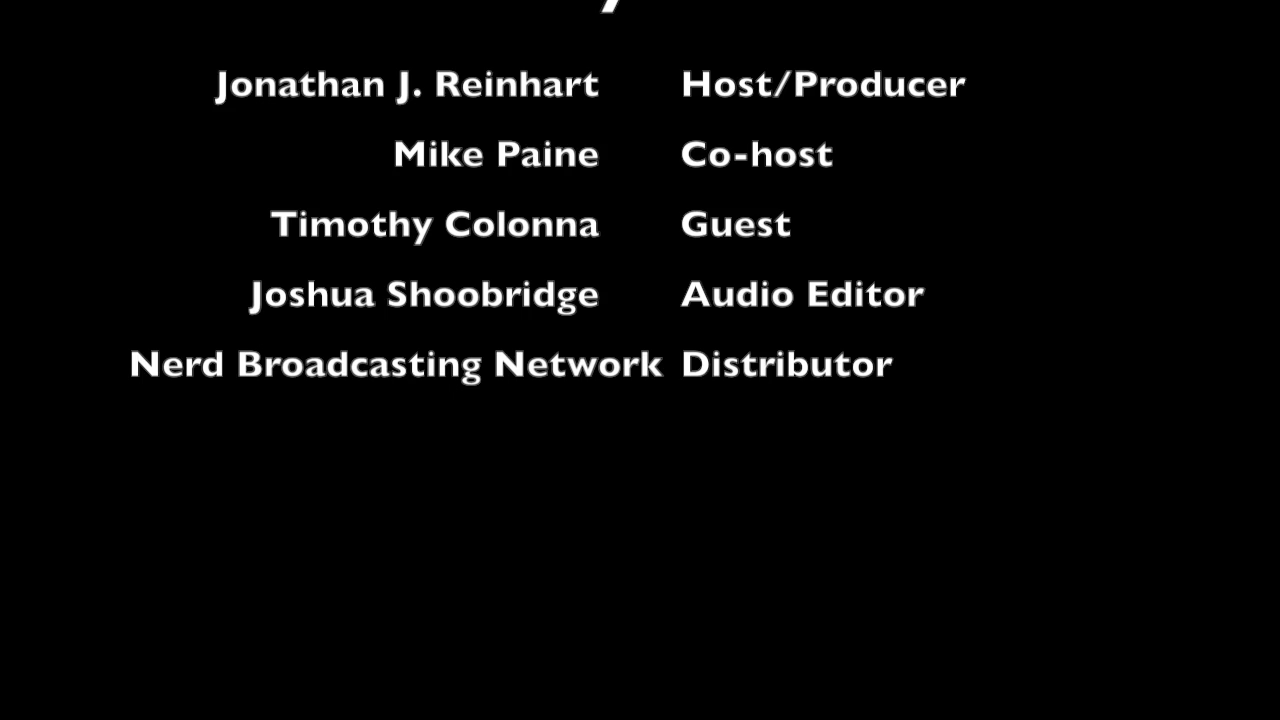 Jonathan J. Reinhart Host/Producer
Mike Paine Co-host
Timothy Colonna Guest
Joshua Shoobridge Audio Editor
Nerd Broadcasting Network Distributor